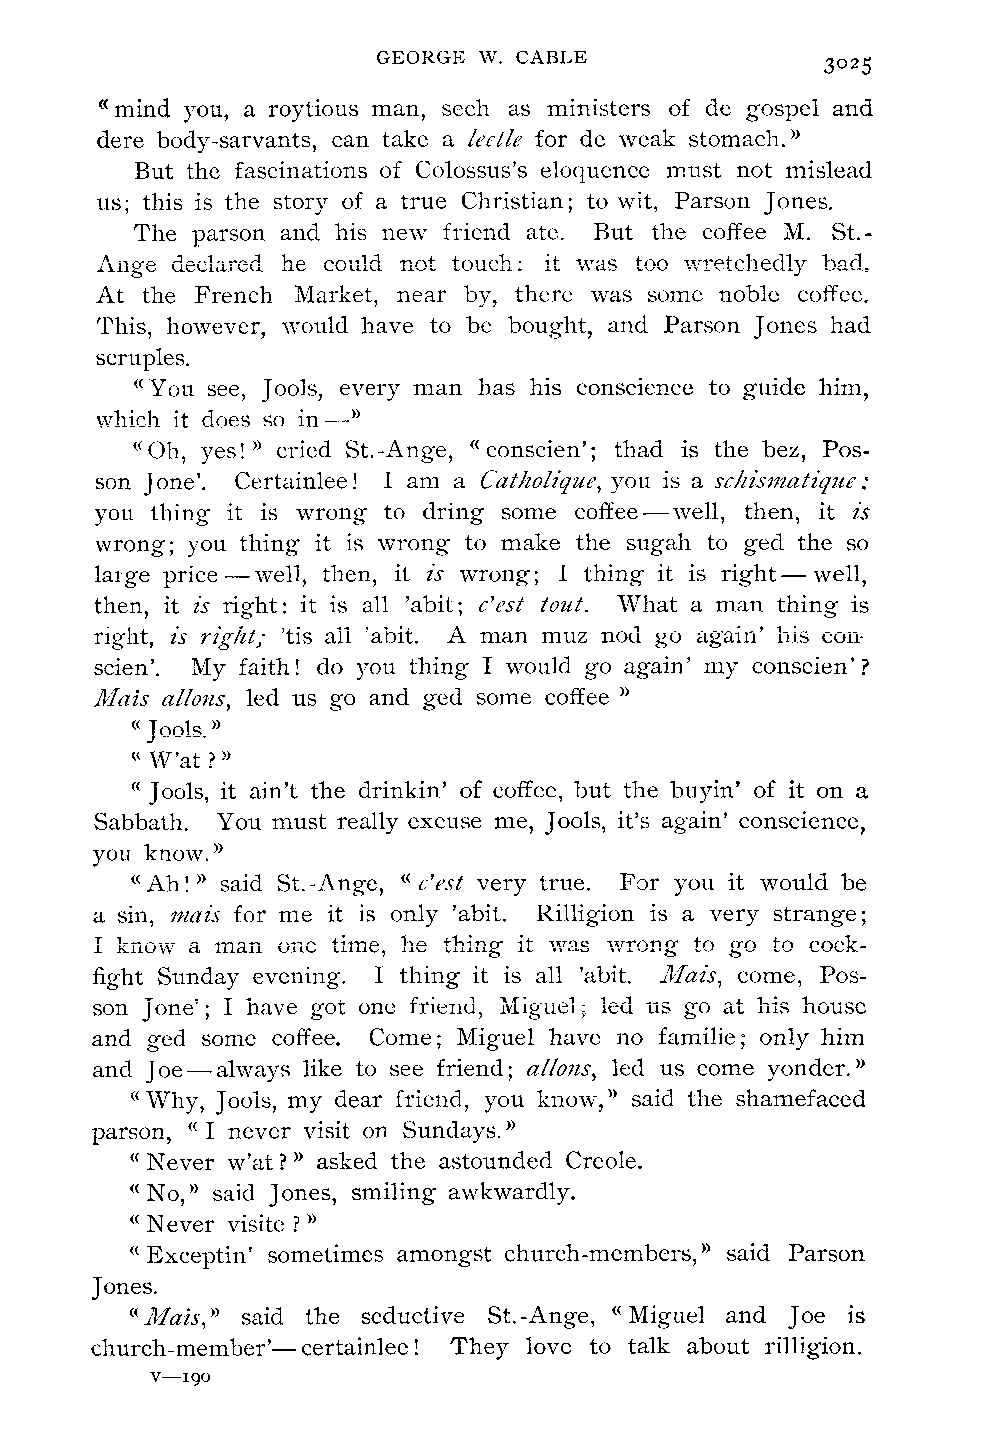 GEORGE W. CABLE
3025
« mind you, a roytious man, sech as ministers of de gospel and
dere body-sarvants, can take a leetle for de weak stomach. »
But the fascinations of Colossus's eloquence must not mislead
us; this is the story of a true Christian; to wit, Parson Jones.
The parson and his new friend ate. But the coffee M. St.-
Ange declared he could not touch: it was too wretchedly bad.
At the French Market, near by, there was some noble coffee.
This, however, would have to be bought, and Parson Jones had
scruples.
« You see, Jools, every man has his conscience to guide him,
which it does so in — »
« Oh, yes! » cried St.-Ange, « conscien'; thad is the bez, Pos-
son Jone'. Certainlee! I am a Catholique, you is a schismatique:
you thing it is wrong to dring some coffee — well, then, it is
wrong; you thing it is wrong to make the sugah to ged the so
large price — well, then, it is wrong; I thing it is right — well,
then, it is right: it is all 'abit; c'est tout. What a man thing is
right, is right; 'tis all 'abit. A man muz nod go again' his con-
scien'. My faith! do you thing I would go again' my conscien'?
Mais allons, led us go and ged some coffee »
« Jools. »
« W'at ? »
« Jools, it ain't the drinkin' of coffee, but the buyin' of it on a
Sabbath. You must really excuse me, Jools, it's again' conscience,
you know. »
« Ah! » said St.-Ange, « c'est very true. For you it would be
a sin, mais for me it is only 'abit. Rilligion is a very strange;
I know a man one time, he thing it was wrong to go to cock-
fight Sunday evening. I thing it is all 'abit. Mais, come, Pos-
son Jone'; I have got one friend, Miguel; led us go at his house
and ged some coffee. Come; Miguel have no familie; only him
and Joe — always like to see friend; allons, led us come yonder. »
« Why, Jools, my dear friend, you know, » said the shamefaced
parson, « I never visit on Sundays. »
« Never w'at ? » asked the astounded Creole.
« No, » said Jones, smiling awkwardly.
« Never visite ? »
« Exceptin' sometimes amongst church-members, » said Parson
Jones.
« Mais, » said the seductive St.-Ange, « Miguel and Joe is
church-member' — certainlee! They love to talk about rilligion.
V—190